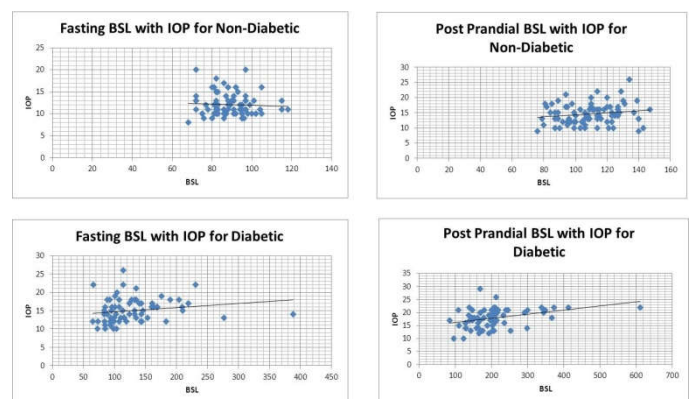 Fasting BSL with IOP for Non-Diabetic
25
20
15
10
5
0
IOP
0 20 40 60 80 100 120 140
BSL
Post Prandial BSL with IOP for
Non-Diabetic
30
25
20
15
10
5
0
IOP
0 20 40 60 80 100 120 140 160
BSL
Fasting BSL with IOP for Diabetic
30
25
20
15
10
5
0
IOP
0 50 100 150 200 250 300 350 400 450
BSL
Post Prandial BSL with IOP for
Diabetic
35
30
25
20
15
10
5
0
IOP
0 100 200 300 400 500 600 700
BSL